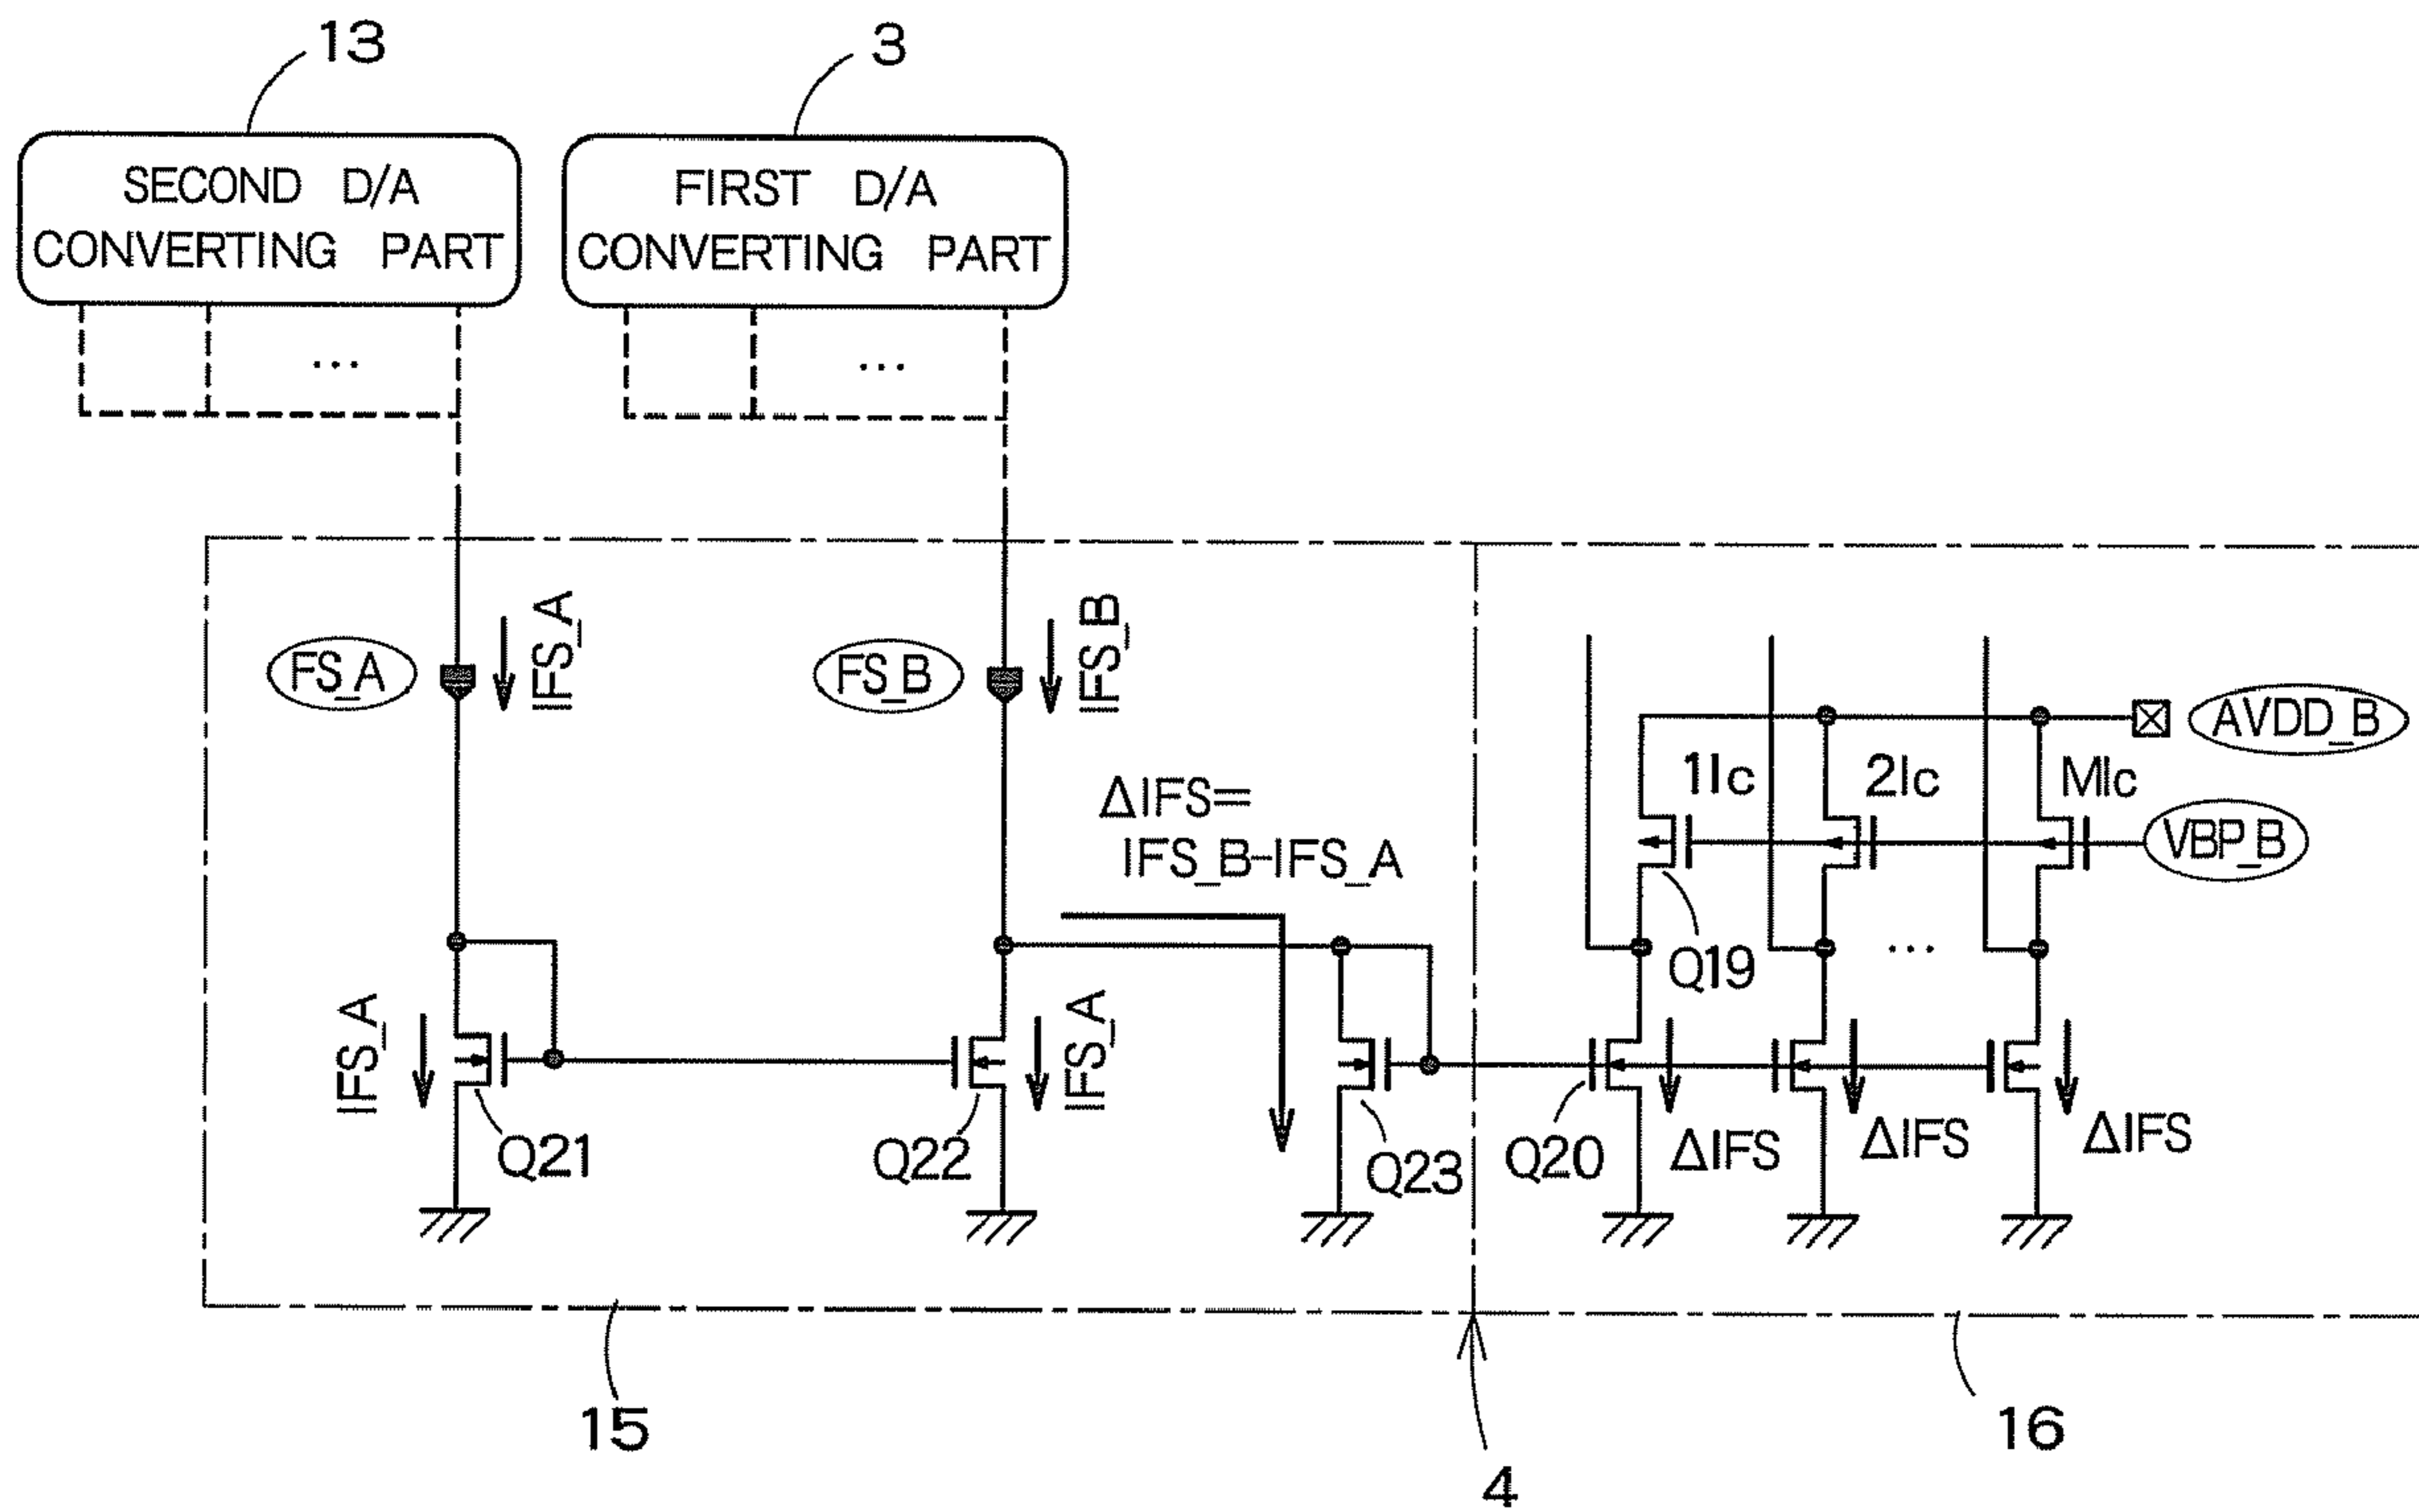 13
3
SECOND D/A
CONVERTING PART
FIRST D/A
CONVERTING PART
...
...
FS_A
IFS_A
FS_B
IFS_B
AVDD_B
1Ic
2Ic
MIc
ΔIFS=
IFS_B-IFS_A
VBP_B
Q19
...
IFS_A
IFS_A
Q21
Q22
Q23
Q20
ΔIFS
ΔIFS
ΔIFS
15
16
4